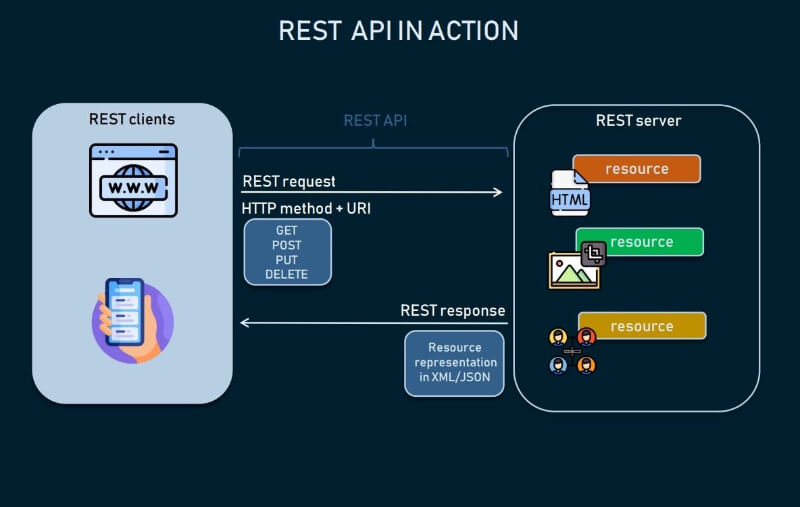 REST API IN ACTION
REST clients
W.W.W
REST API
REST request
HTTP method + URI
GET
POST
PUT
DELETE
REST response
Resource
representation
in XML/JSON
REST server
resource
HTML
resource
resource